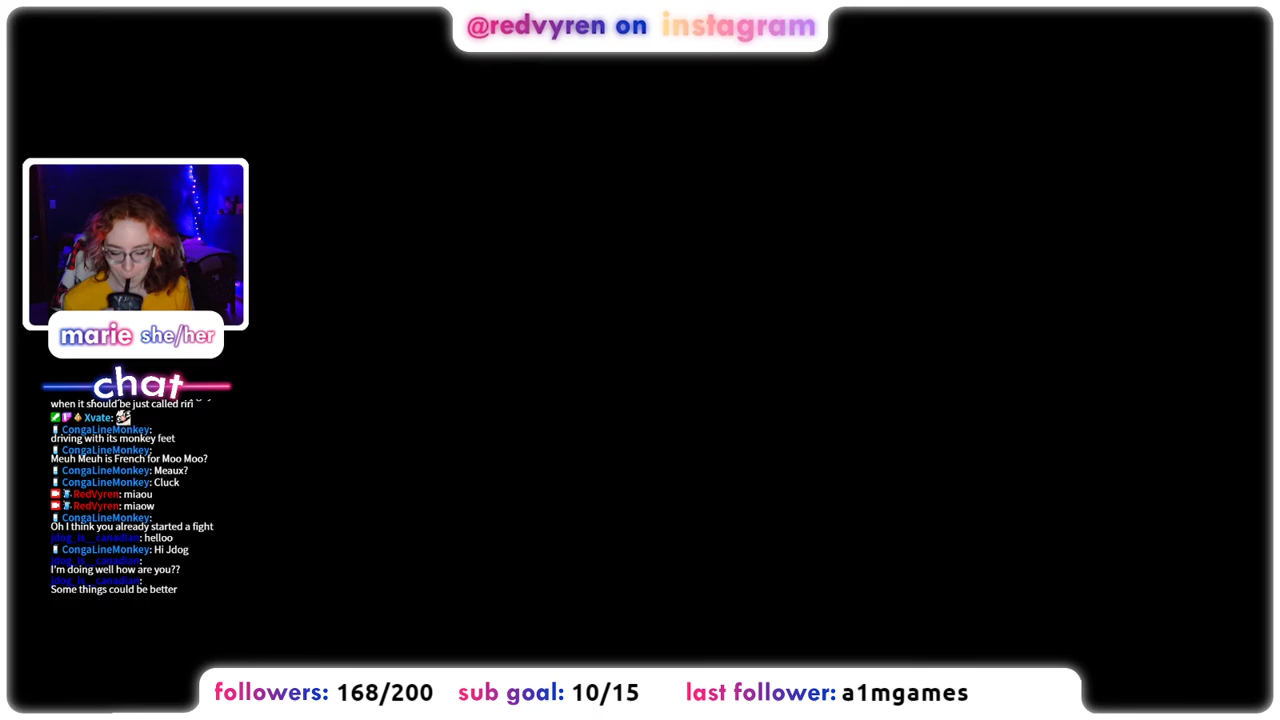 @redvyren on instagram
marie she/her
chat
when it should be just called riri
Xvate:
CongaLineMonkey:
driving with its monkey feet
CongaLineMonkey:
Meuh Meuh is French for Moo Moo?
CongaLineMonkey: Meaux?
CongaLineMonkey: Cluck
RedVyren: miaou
RedVyren: miaow
CongaLineMonkey:
Oh I think you already started a fight
jdog_is__canadian: helloo
CongaLineMonkey: Hi Jdog
jdog_is__canadian:
I'm doing well how are you??
jdog_is__canadian:
Some things could be better
followers: 168/200 sub goal: 10/15 last follower: a1mgames